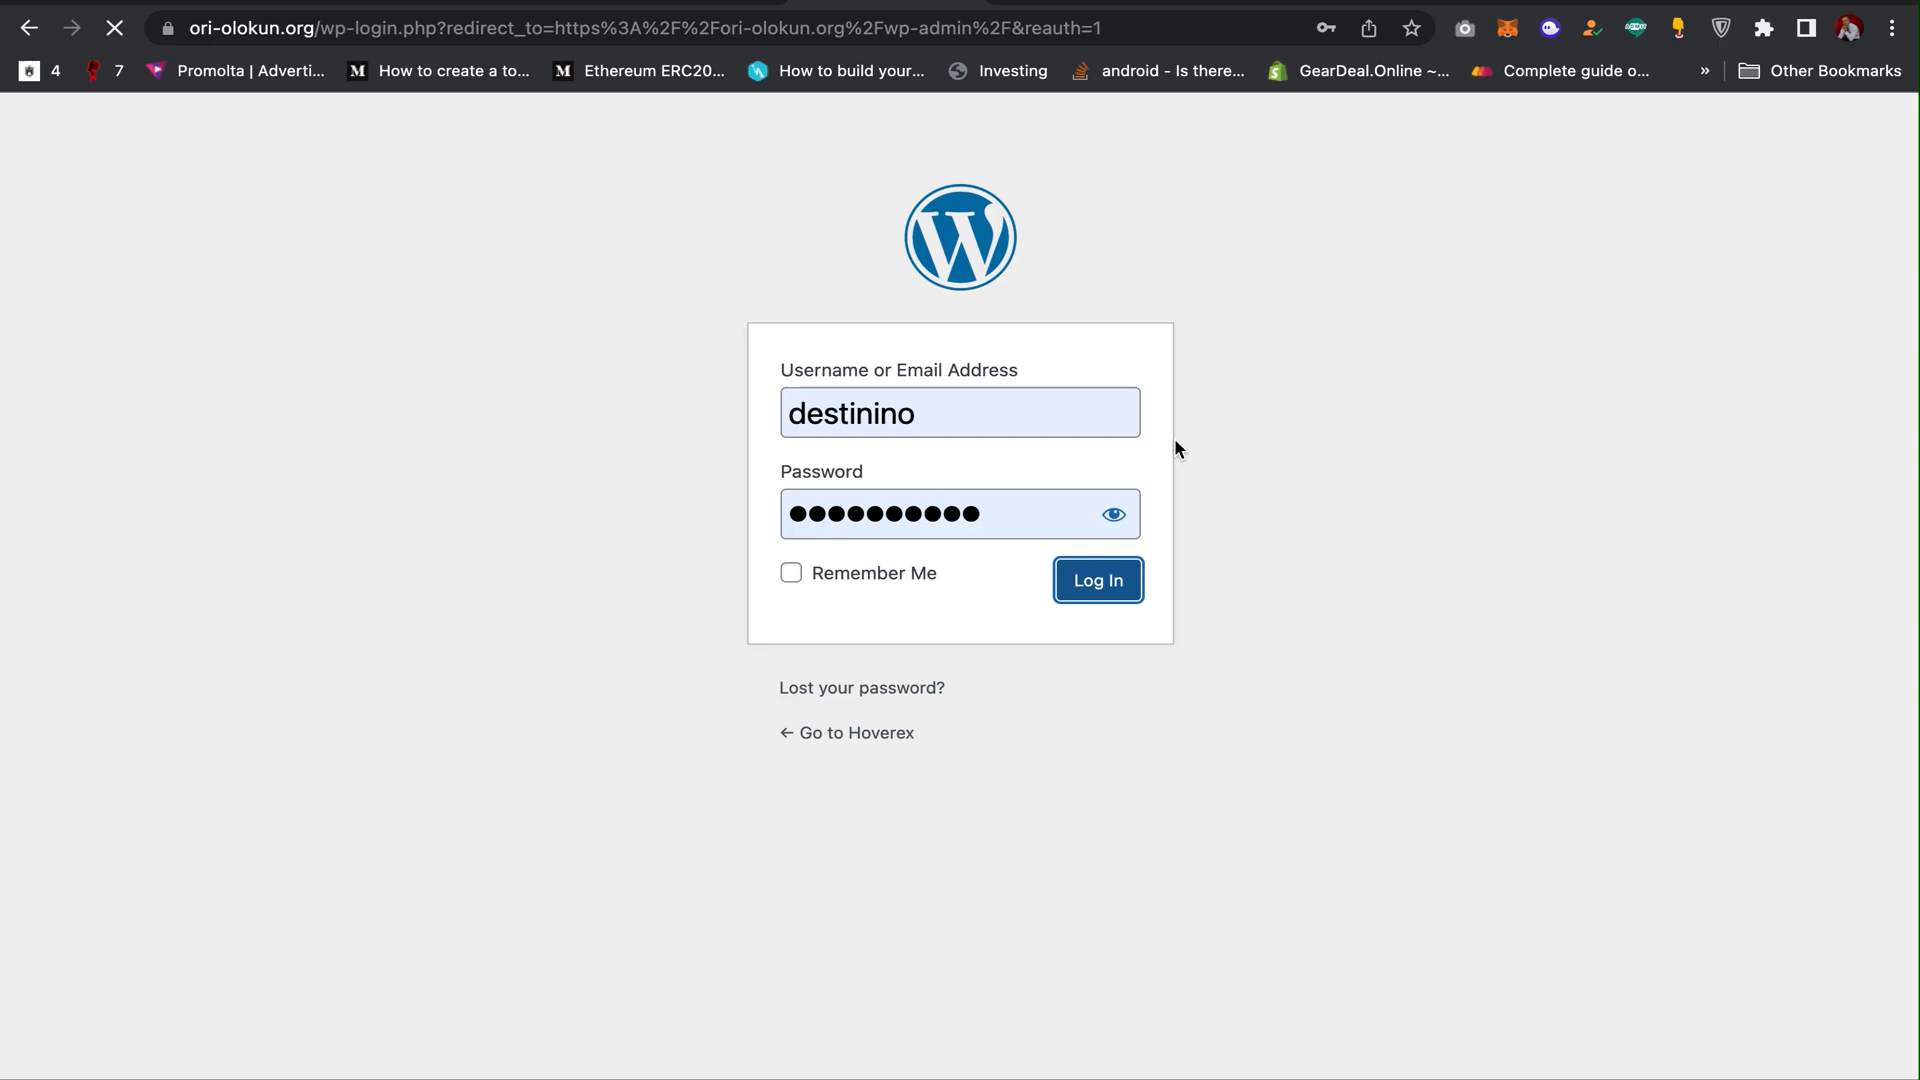 ori-olokun.org/wp-login.php?redirect_to=https%3A%2F%2Fori-olokun.org%2Fwp-admin%2F&reauth=1
4 7 Promolta | Adverti... How to create a to... Ethereum ERC20... How to build your... Investing android - Is there... GearDeal.Online ~... Complete guide o... » Other Bookmarks
Username or Email Address
destinino
Password
●●●●●●●●●●
Remember Me
Log In
Lost your password?
← Go to Hoverex